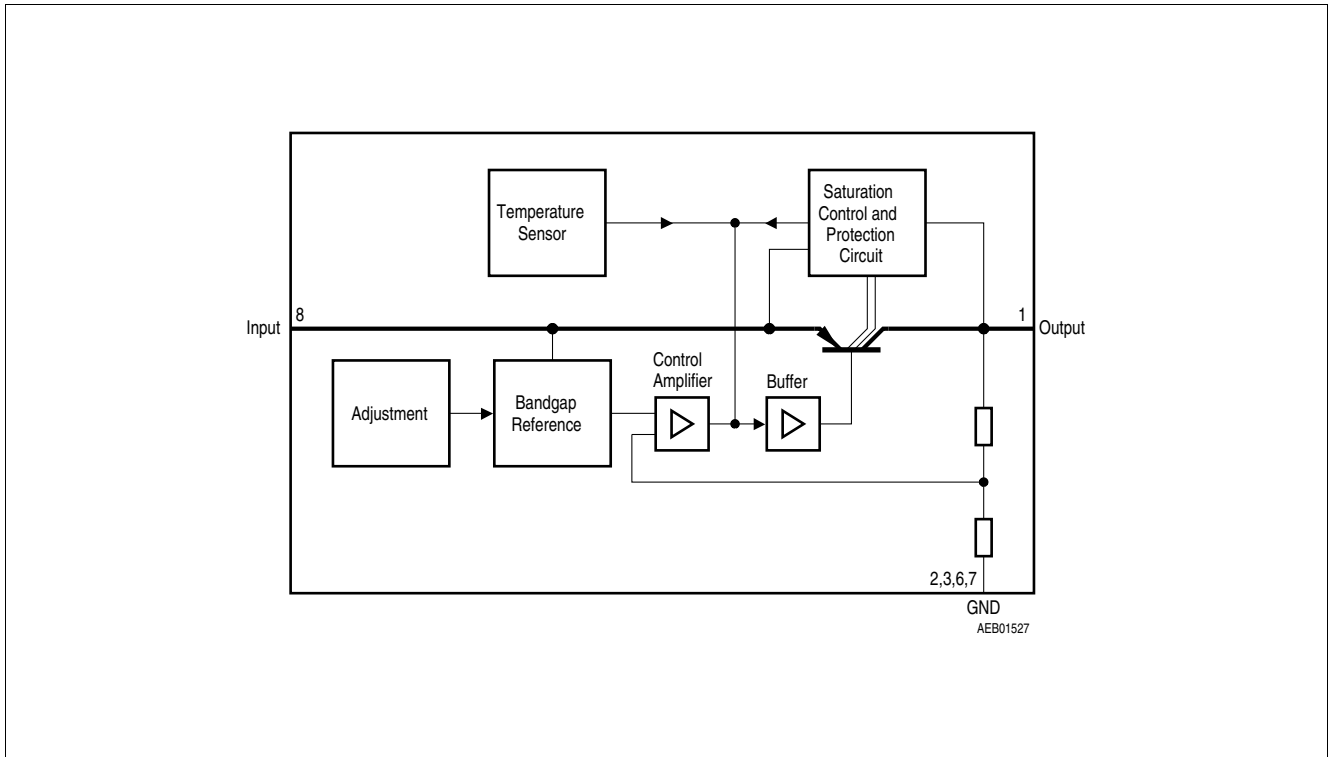 Temperature
Sensor
Saturation
Control and
Protection
Circuit
Input
8
1
Output
Adjustment
Bandgap
Reference
Control
Amplifier
Buffer
2,3,6,7
GND
AEB01527